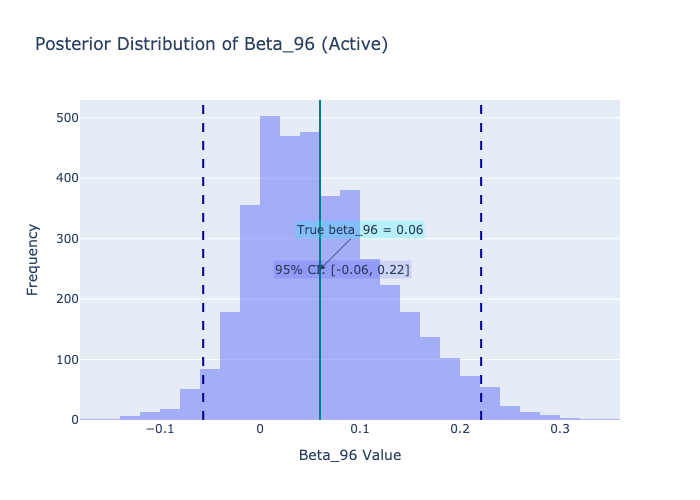 Posterior Distribution of Beta_96 (Active)
500
400
300
200
100
0
Frequency
True beta_96 = 0.06
95% CI: [-0.06, 0.22]
−0.1
0
0.1
0.2
0.3
Beta_96 Value